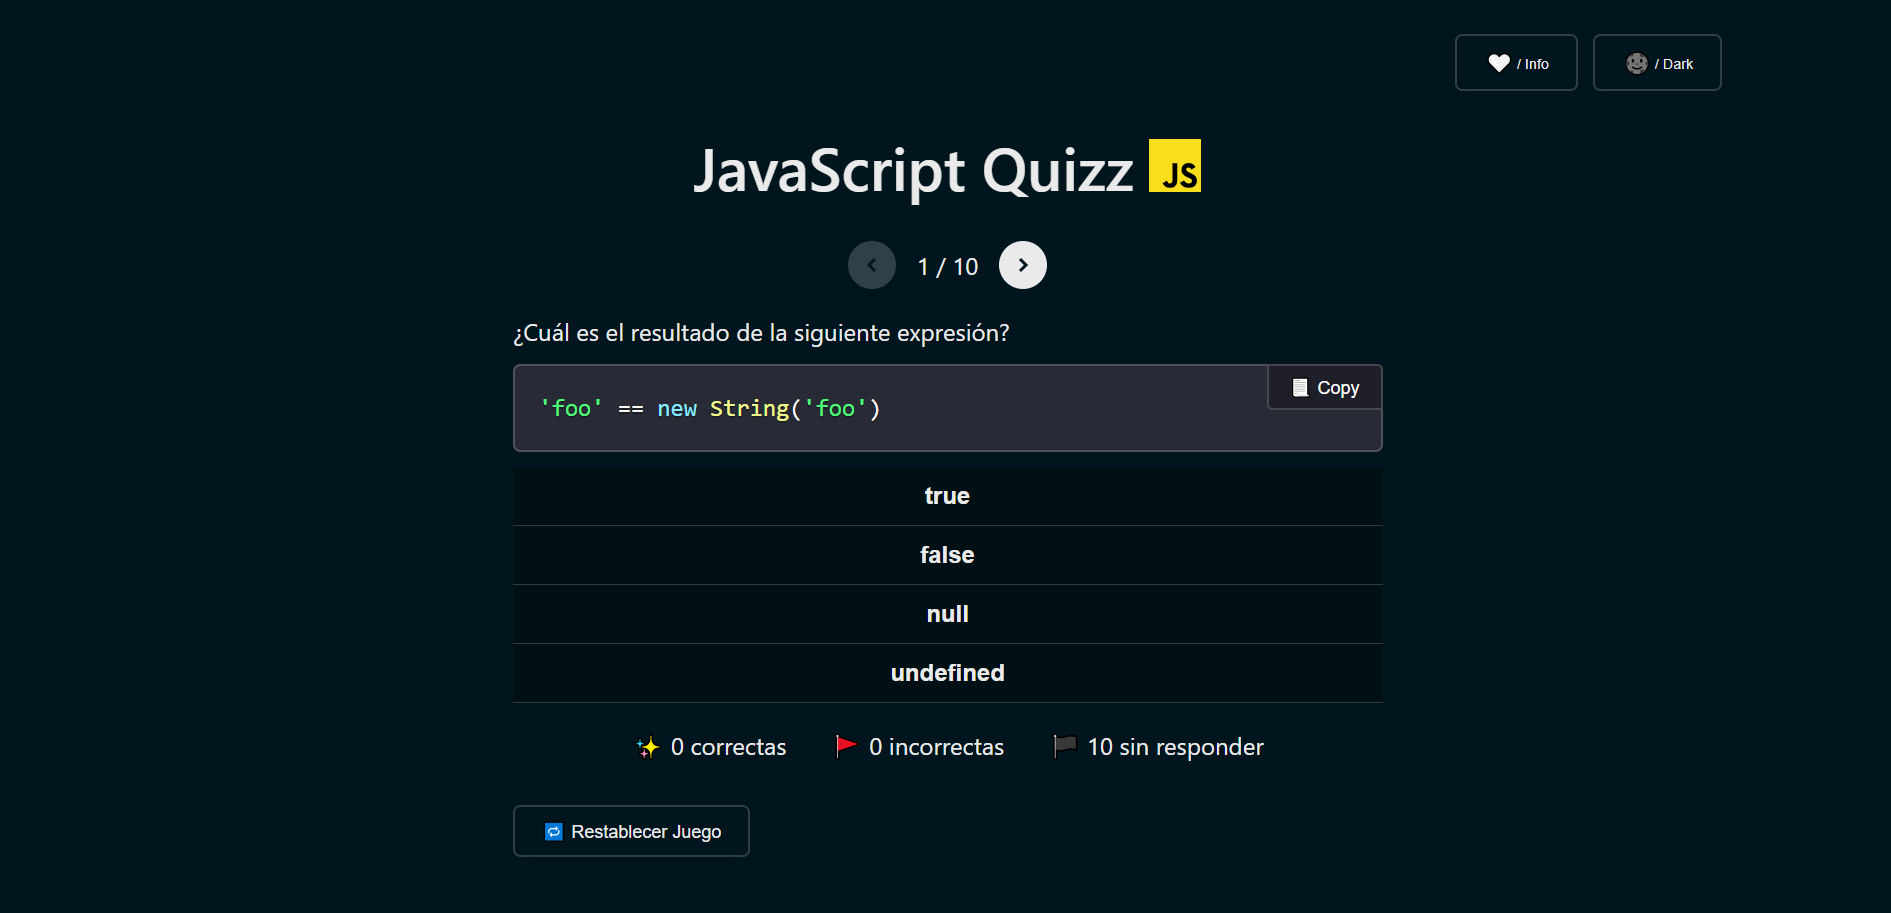 / Info
/ Dark
JavaScript Quizz JS
1 / 10
¿Cuál es el resultado de la siguiente expresión?
Copy
'foo' == new String('foo')
true
false
null
undefined
0 correctas 0 incorrectas 10 sin responder
Restablecer Juego